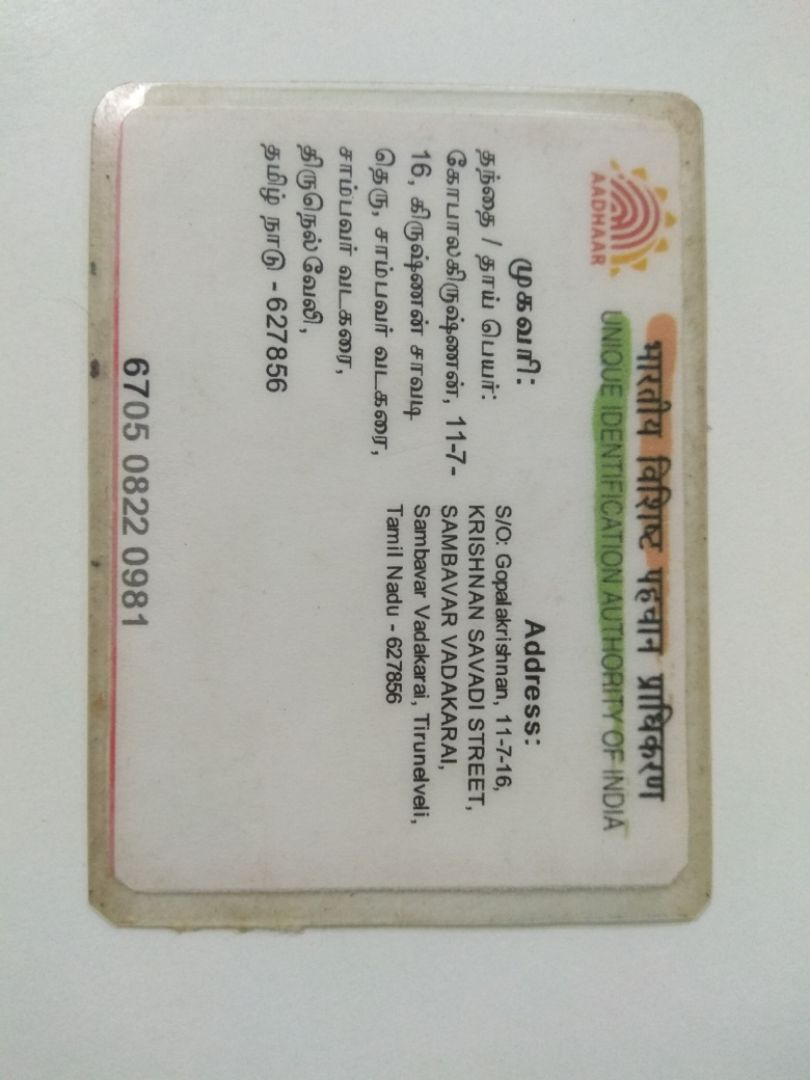 भारतीय विशिष्ट पहचान प्राधिकरण
UNIQUE IDENTIFICATION AUTHORITY OF INDIA
AADHAAR
முகவரி:
தந்தை / தாய் பெயர்:
கோபாலகிருஷ்ணன், 11-7-
16, கிருஷ்ணன் சாவடி
தெரு, சாம்பவர் வடகரை,
சாம்பவர் வடகரை,
திருநெல்வேலி,
தமிழ் நாடு - 627856
Address:
S/O: Gopalakrishnan, 11-7-16,
KRISHNAN SAVADI STREET,
SAMBAVAR VADAKARAI,
Sambavar Vadakarai, Tirunelveli,
Tamil Nadu - 627856
6705 0822 0981